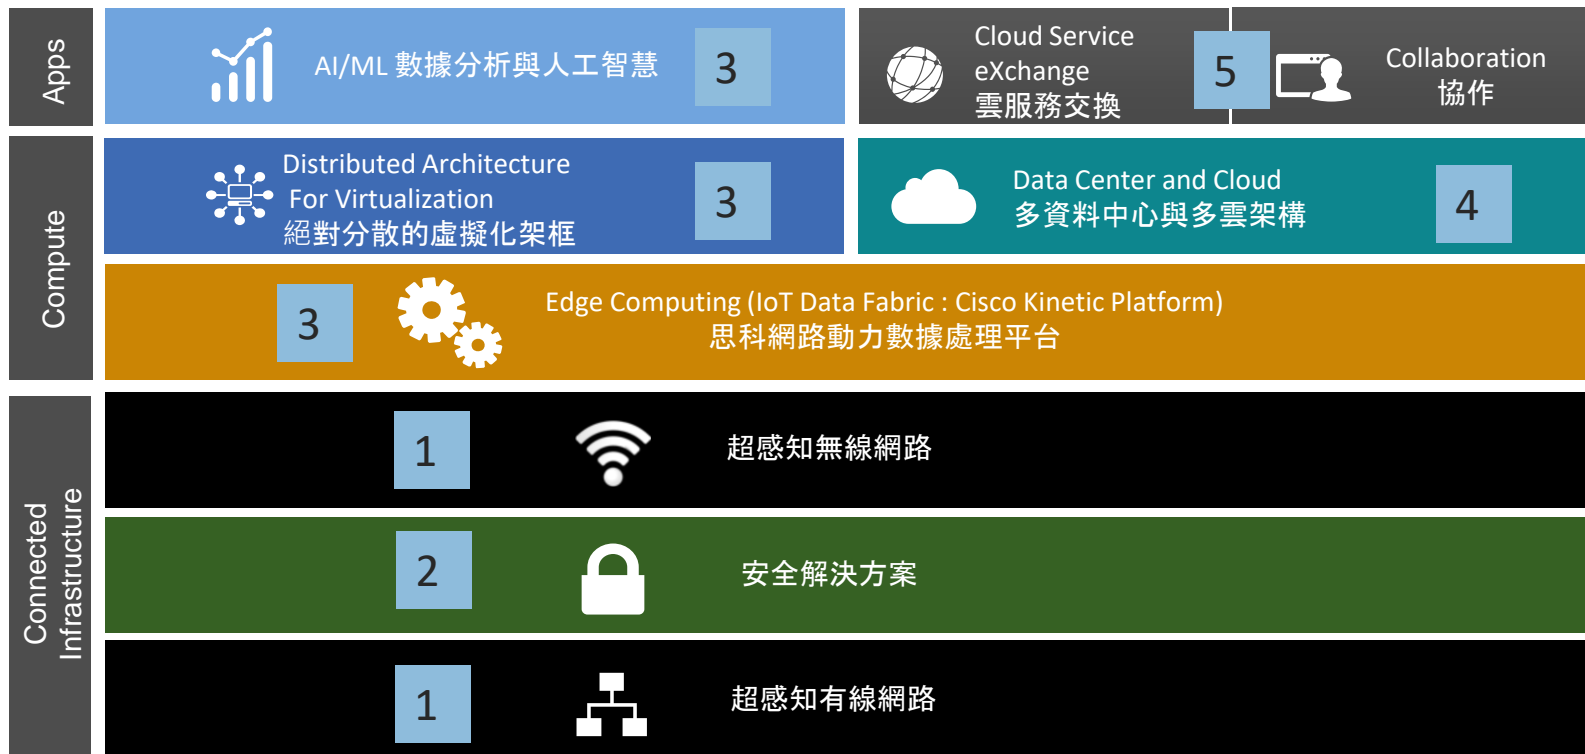 Apps
AI/ML 數據分析與人工智慧
3
Cloud Service
eXchange
雲服務交換
5
Collaboration
協作
Compute
Distributed Architecture
For Virtualization
絕對分散的虛擬化架框
3
Data Center and Cloud
多資料中心與多雲架構
4
3
Edge Computing (IoT Data Fabric : Cisco Kinetic Platform)
思科網路動力數據處理平台
Connected
Infrastructure
1
超感知無線網路
2
安全解決方案
1
超感知有線網路